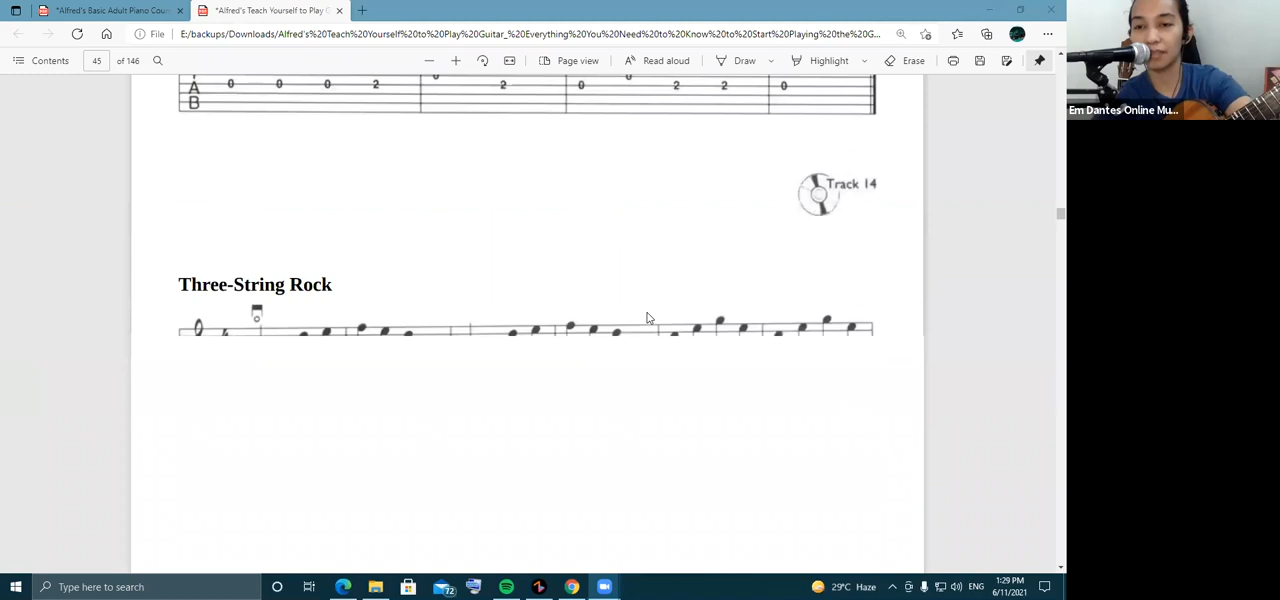 *Alfred's Basic Adult Piano Cour
*Alfred's Teach Yourself to Play G
File
E:/backups/Downloads/Alfred's%20Teach%20Yourself%20to%20Play%20Guitar_%20Everything%20You%20Need%20to%20Know%20to%20Start%20Playing%20the%20G...
Contents
45
of 146
Page view
Read aloud
Draw
Highlight
Erase
Em Dantes Online Mu...
A
B
0 0 0 2 2 0 2 2 0
Track 14
Three-String Rock
Type here to search
72
29°C Haze
ENG
1:29 PM
6/11/2021